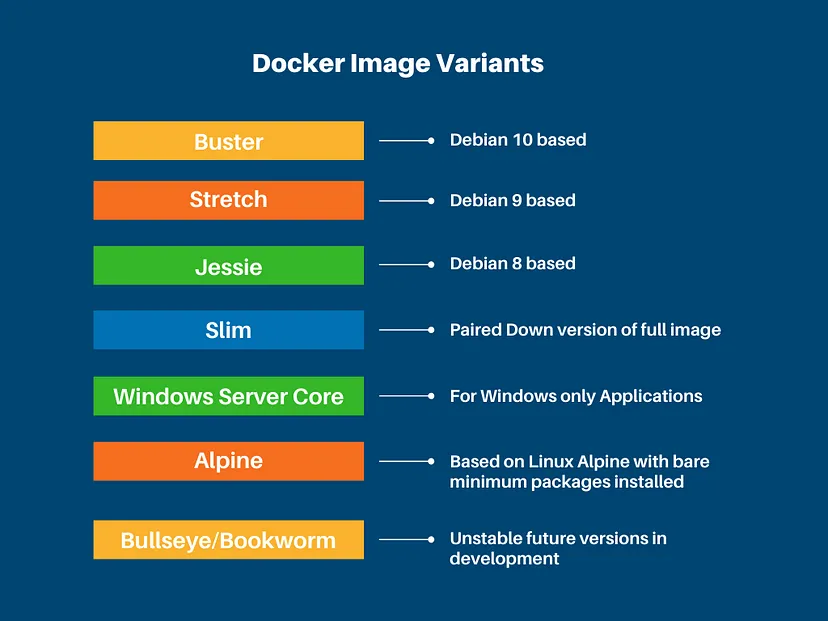 Docker Image Variants
Buster
Debian 10 based
Stretch
Debian 9 based
Jessie
Debian 8 based
Slim
Paired Down version of full image
Windows Server Core
For Windows only Applications
Alpine
Based on Linux Alpine with bare
minimum packages installed
Bullseye/Bookworm
Unstable future versions in
development